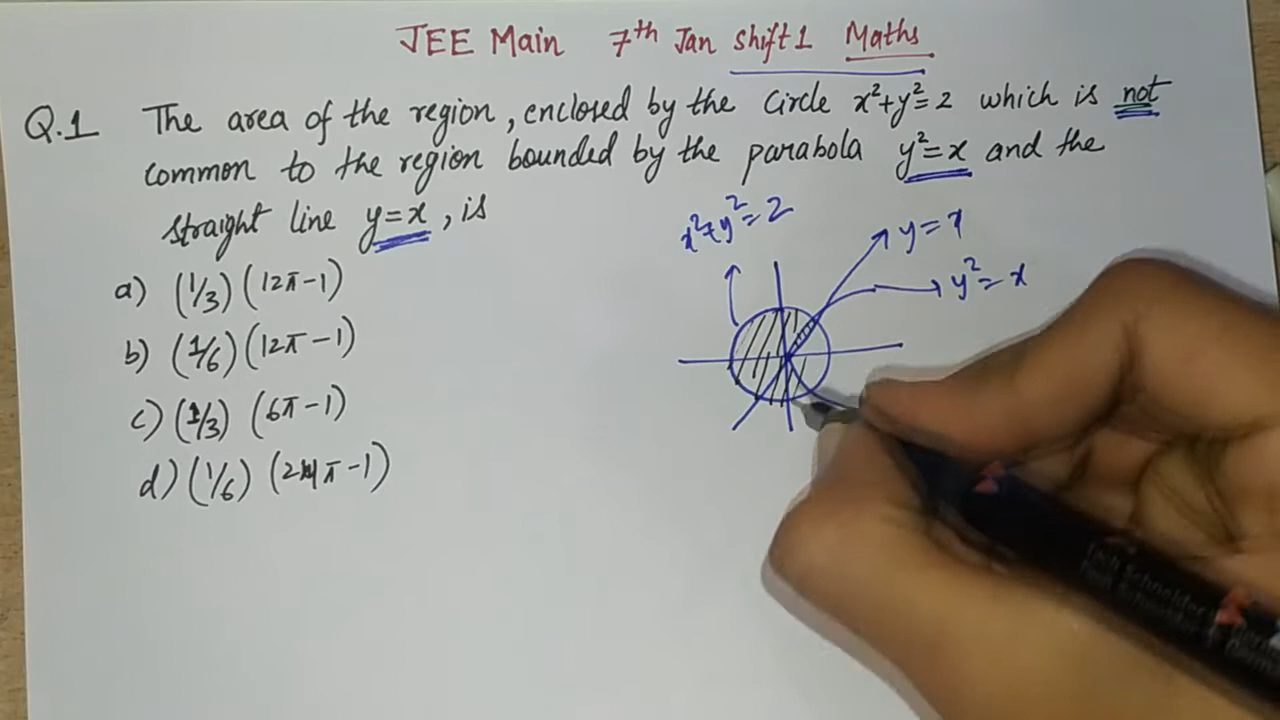 JEE Main 7th Jan Shift 1 Maths
Q.1 The area of the region, enclosed by the circle x²+y²=2 which is not
common to the region bounded by the parabola y²=x and the
straight line y=x, is
a) (1/3) (12π-1)
b) (1/6) (12π-1)
c) (1/3) (6π-1)
d) (1/6) (24π-1)
x²+y²=2
y=x
y²=x